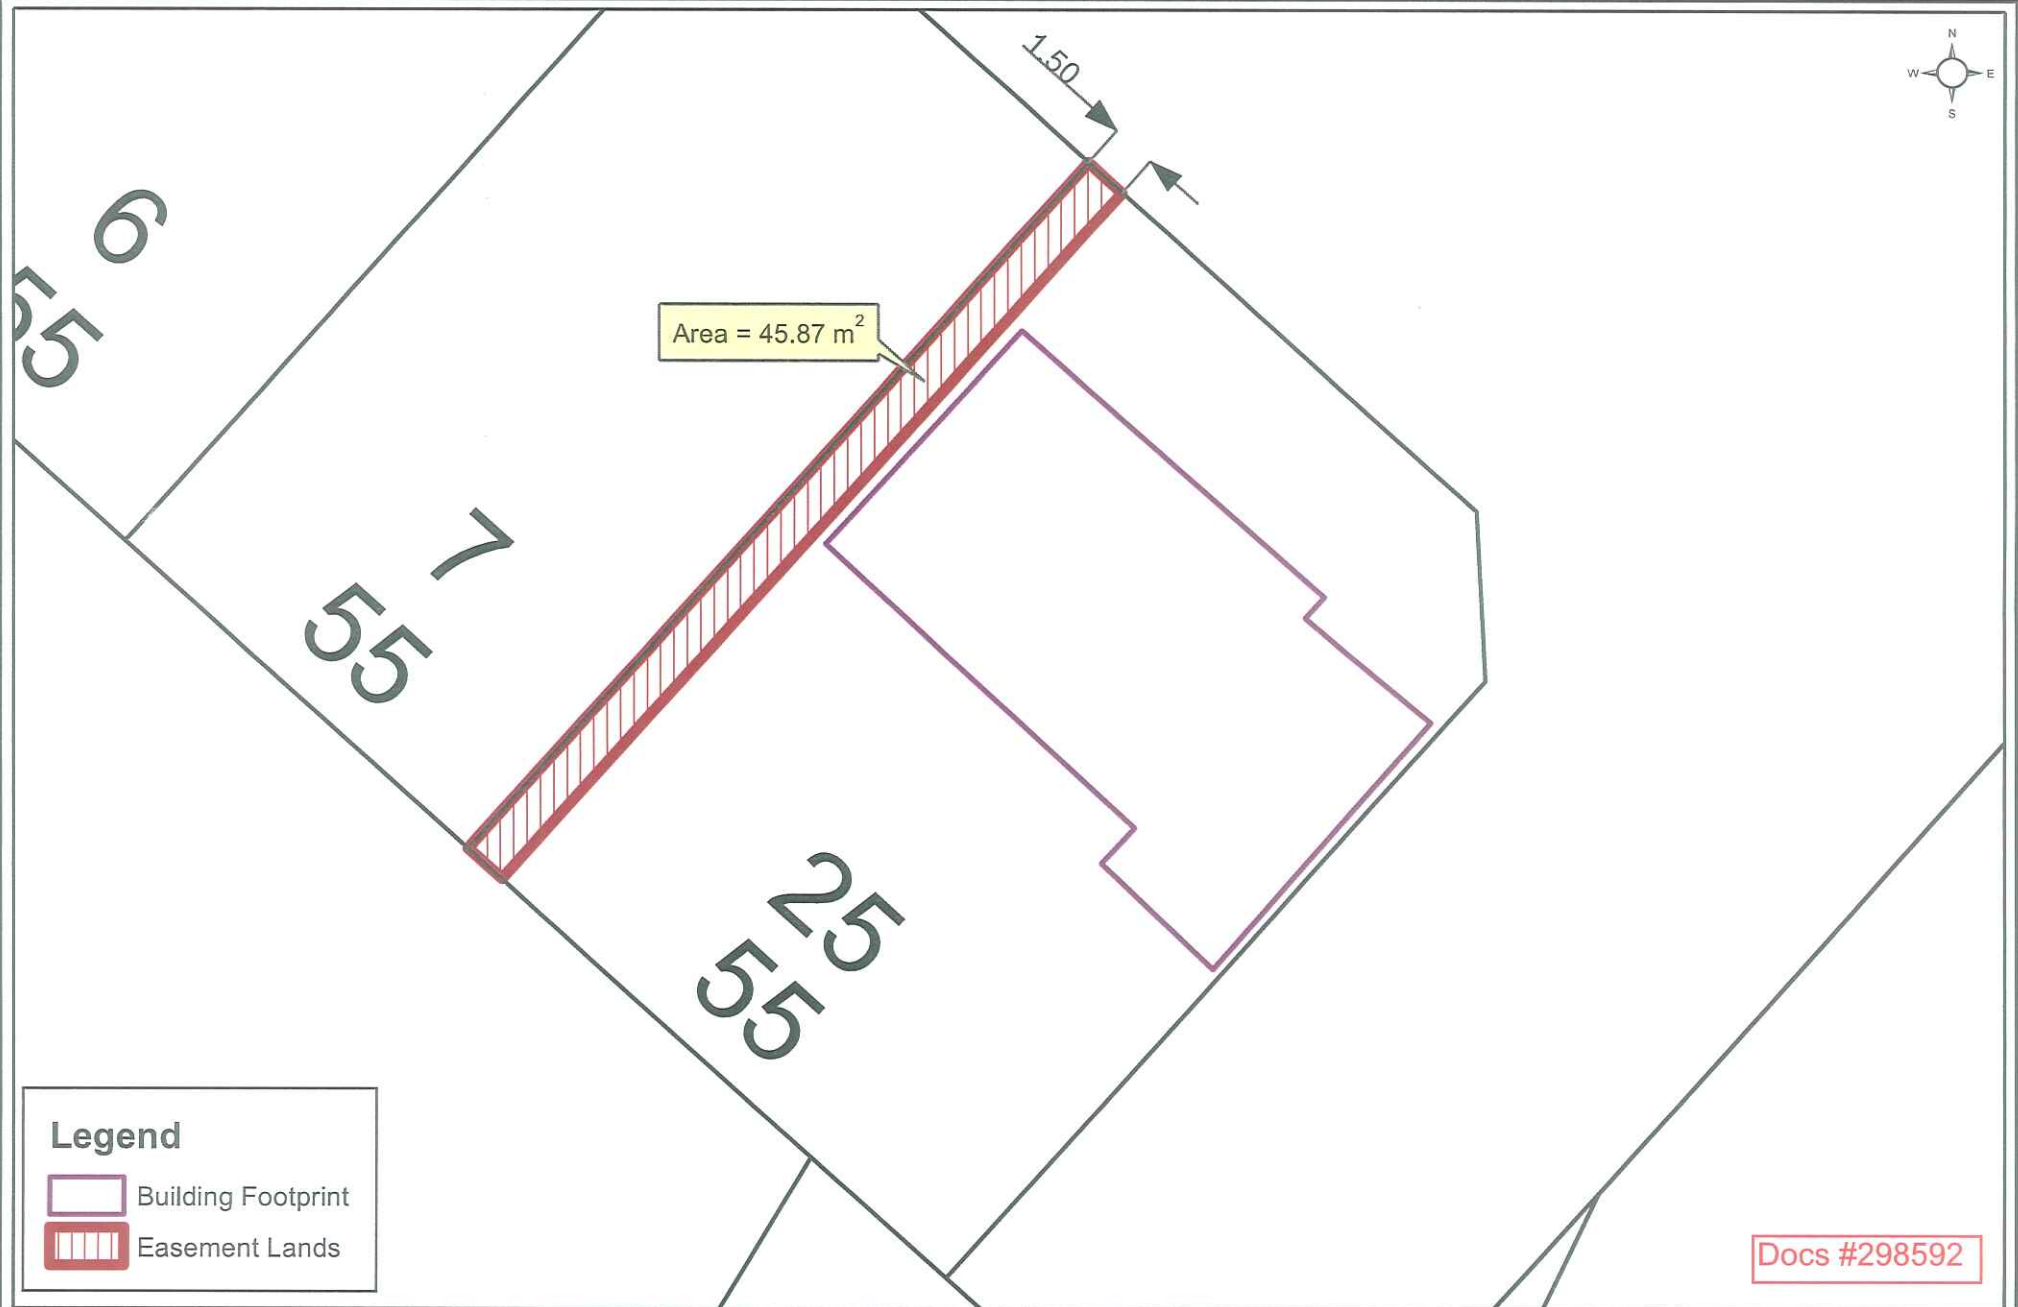 1.50
N
W
E
S
6
55
Area = 45.87 m²
7
55
25
55
Legend
Building Footprint
Easement Lands
Docs #298592